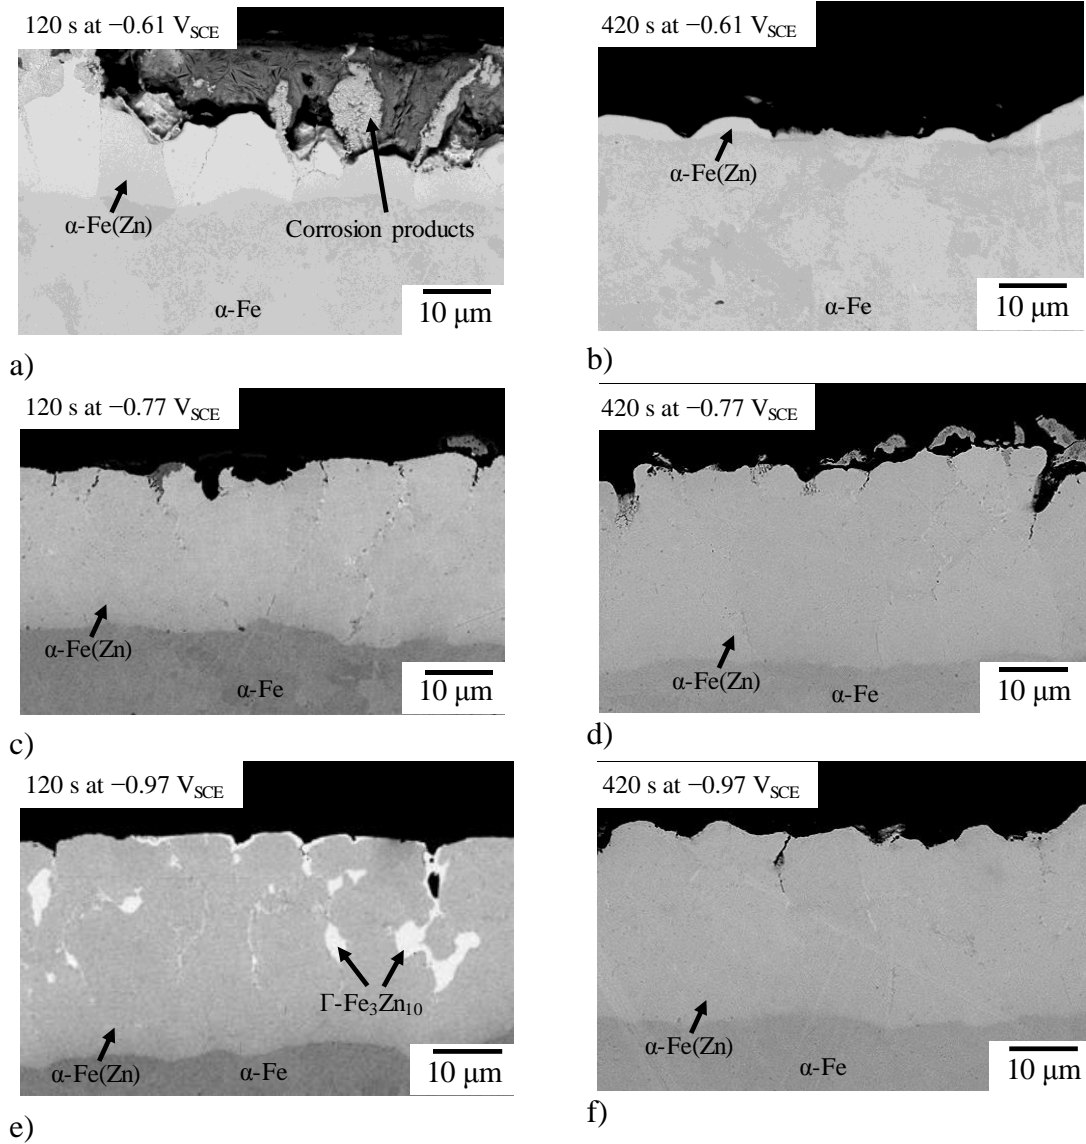 120 s at −0.61 V_SCE
α-Fe(Zn)
Corrosion products
α-Fe
10 μm
a)
420 s at −0.61 V_SCE
α-Fe(Zn)
α-Fe
10 μm
b)
120 s at −0.77 V_SCE
α-Fe(Zn)
α-Fe
10 μm
c)
420 s at −0.77 V_SCE
α-Fe(Zn)
α-Fe
10 μm
d)
120 s at −0.97 V_SCE
Γ-Fe₃Zn₁₀
α-Fe(Zn)
α-Fe
10 μm
e)
420 s at −0.97 V_SCE
α-Fe(Zn)
α-Fe
10 μm
f)